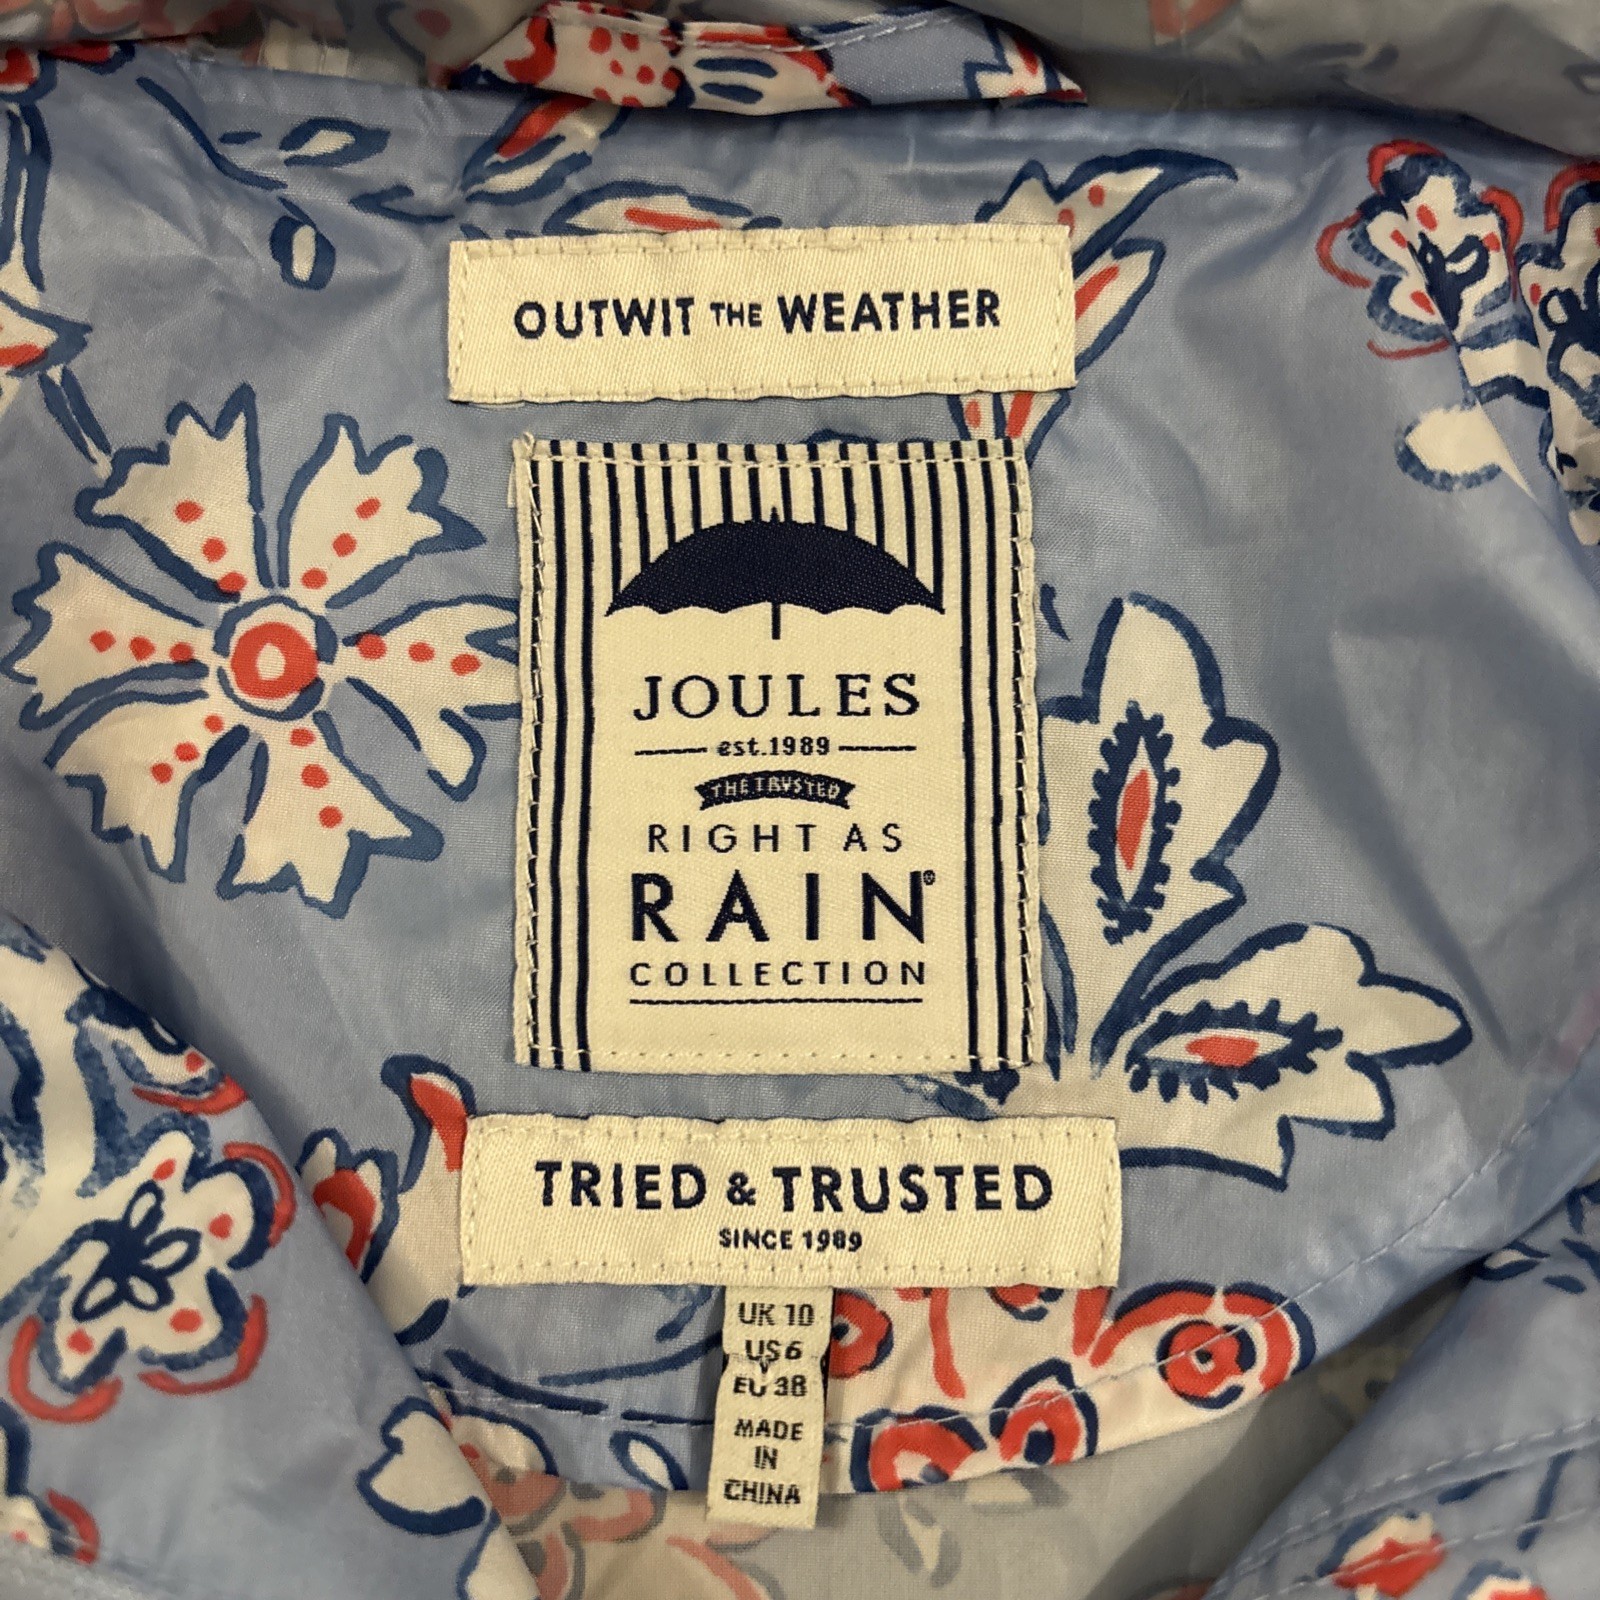 OUTWIT THE WEATHER
JOULES
est.1989
THE TRUSTED
RIGHT AS
RAIN®
COLLECTION
TRIED & TRUSTED
SINCE 1989
UK 10
US 6
EU 38
MADE
IN
CHINA